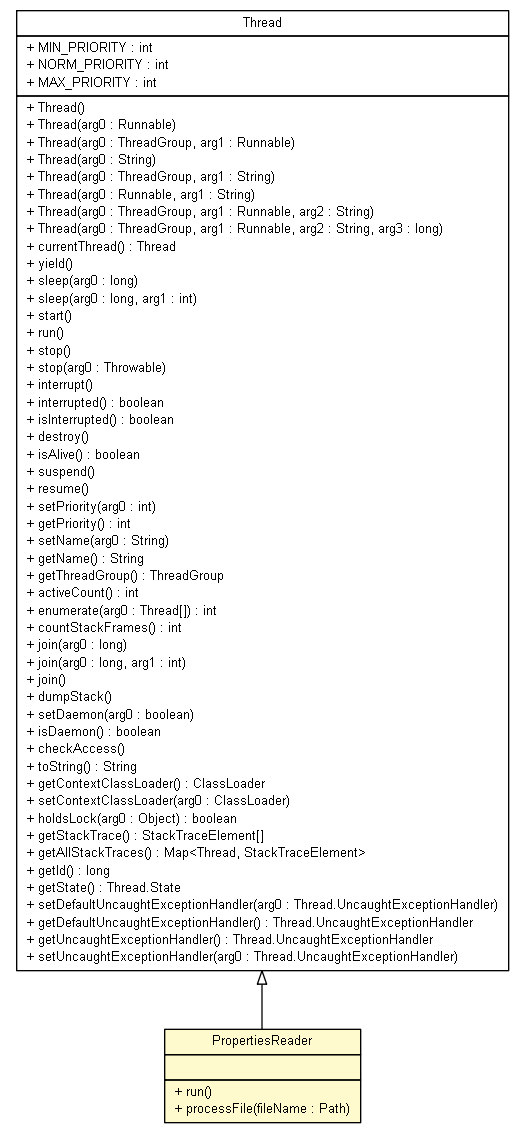 Thread
+ MIN_PRIORITY : int
+ NORM_PRIORITY : int
+ MAX_PRIORITY : int
+ Thread()
+ Thread(arg0 : Runnable)
+ Thread(arg0 : ThreadGroup, arg1 : Runnable)
+ Thread(arg0 : String)
+ Thread(arg0 : ThreadGroup, arg1 : String)
+ Thread(arg0 : Runnable, arg1 : String)
+ Thread(arg0 : ThreadGroup, arg1 : Runnable, arg2 : String)
+ Thread(arg0 : ThreadGroup, arg1 : Runnable, arg2 : String, arg3 : long)
+ currentThread() : Thread
+ yield()
+ sleep(arg0 : long)
+ sleep(arg0 : long, arg1 : int)
+ start()
+ run()
+ stop()
+ stop(arg0 : Throwable)
+ interrupt()
+ interrupted() : boolean
+ isInterrupted() : boolean
+ destroy()
+ isAlive() : boolean
+ suspend()
+ resume()
+ setPriority(arg0 : int)
+ getPriority() : int
+ setName(arg0 : String)
+ getName() : String
+ getThreadGroup() : ThreadGroup
+ activeCount() : int
+ enumerate(arg0 : Thread[]) : int
+ countStackFrames() : int
+ join(arg0 : long)
+ join(arg0 : long, arg1 : int)
+ join()
+ dumpStack()
+ setDaemon(arg0 : boolean)
+ isDaemon() : boolean
+ checkAccess()
+ toString() : String
+ getContextClassLoader() : ClassLoader
+ setContextClassLoader(arg0 : ClassLoader)
+ holdsLock(arg0 : Object) : boolean
+ getStackTrace() : StackTraceElement[]
+ getAllStackTraces() : Map<Thread, StackTraceElement>
+ getId() : long
+ getState() : Thread.State
+ setDefaultUncaughtExceptionHandler(arg0 : Thread.UncaughtExceptionHandler)
+ getDefaultUncaughtExceptionHandler() : Thread.UncaughtExceptionHandler
+ getUncaughtExceptionHandler() : Thread.UncaughtExceptionHandler
+ setUncaughtExceptionHandler(arg0 : Thread.UncaughtExceptionHandler)
PropertiesReader
+ run()
+ processFile(fileName : Path)